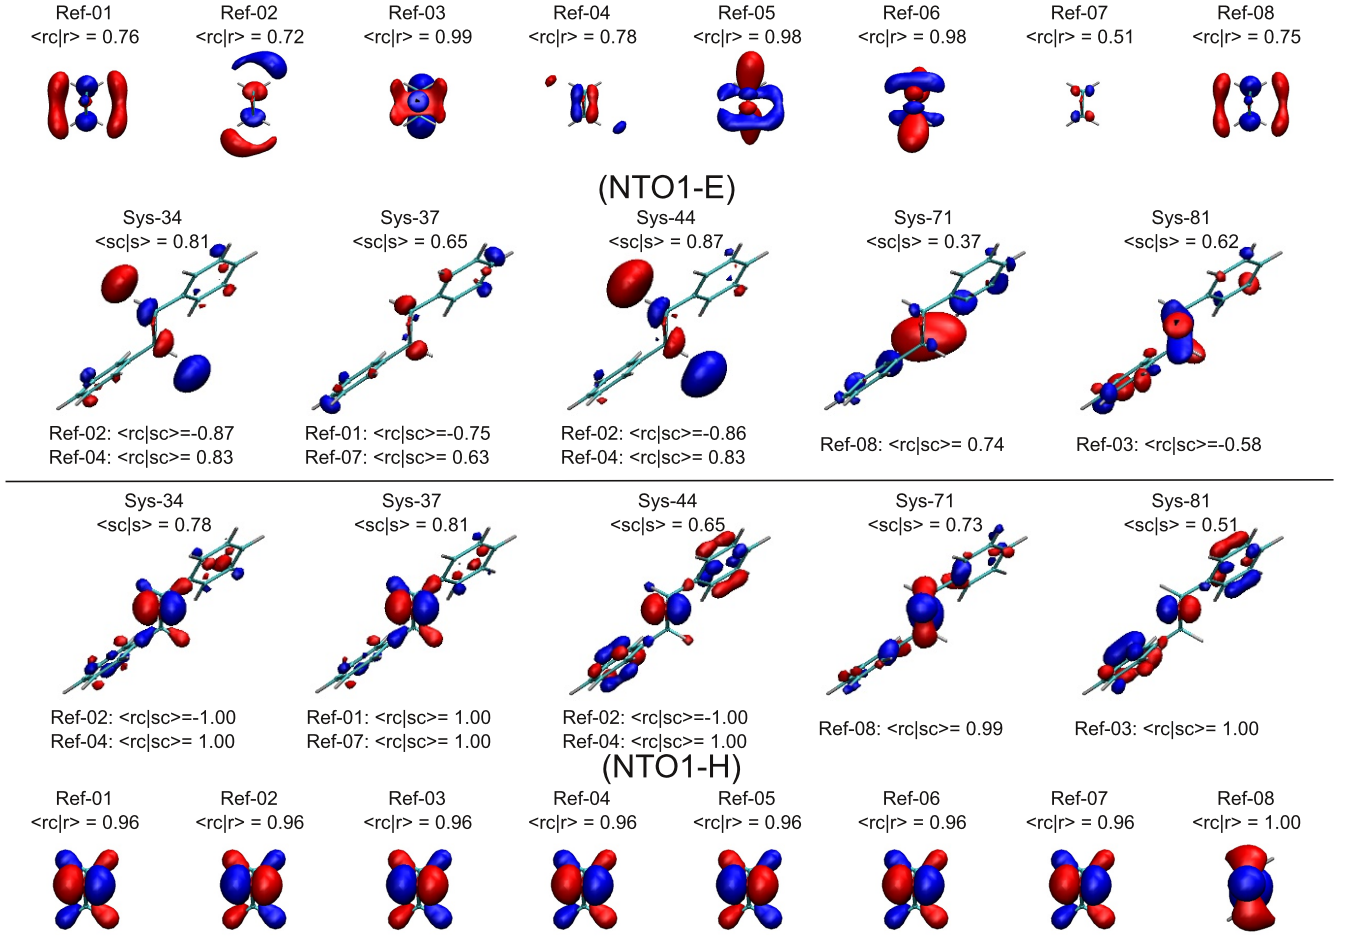 Ref-01 Ref-02 Ref-03 Ref-04 Ref-05 Ref-06 Ref-07 Ref-08
<rc|r> = 0.76 <rc|r> = 0.72 <rc|r> = 0.99 <rc|r> = 0.78 <rc|r> = 0.98 <rc|r> = 0.98 <rc|r> = 0.51 <rc|r> = 0.75
(NTO1-E)
Sys-34 Sys-37 Sys-44 Sys-71 Sys-81
<sc|s> = 0.81 <sc|s> = 0.65 <sc|s> = 0.87 <sc|s> = 0.37 <sc|s> = 0.62
Ref-02: <rc|sc>=-0.87 Ref-01: <rc|sc>=-0.75 Ref-02: <rc|sc>=-0.86 Ref-08: <rc|sc>= 0.74 Ref-03: <rc|sc>=-0.58
Ref-04: <rc|sc>= 0.83 Ref-07: <rc|sc>= 0.63 Ref-04: <rc|sc>= 0.83
Sys-34 Sys-37 Sys-44 Sys-71 Sys-81
<sc|s> = 0.78 <sc|s> = 0.81 <sc|s> = 0.65 <sc|s> = 0.73 <sc|s> = 0.51
Ref-02: <rc|sc>=-1.00 Ref-01: <rc|sc>= 1.00 Ref-02: <rc|sc>=-1.00 Ref-08: <rc|sc>= 0.99 Ref-03: <rc|sc>= 1.00
Ref-04: <rc|sc>= 1.00 Ref-07: <rc|sc>= 1.00 Ref-04: <rc|sc>= 1.00
(NTO1-H)
Ref-01 Ref-02 Ref-03 Ref-04 Ref-05 Ref-06 Ref-07 Ref-08
<rc|r> = 0.96 <rc|r> = 0.96 <rc|r> = 0.96 <rc|r> = 0.96 <rc|r> = 0.96 <rc|r> = 0.96 <rc|r> = 0.96 <rc|r> = 1.00